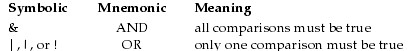 Symbolic Mnemonic Meaning
& AND all comparisons must be true
|,|, or ! OR only one comparison must be true